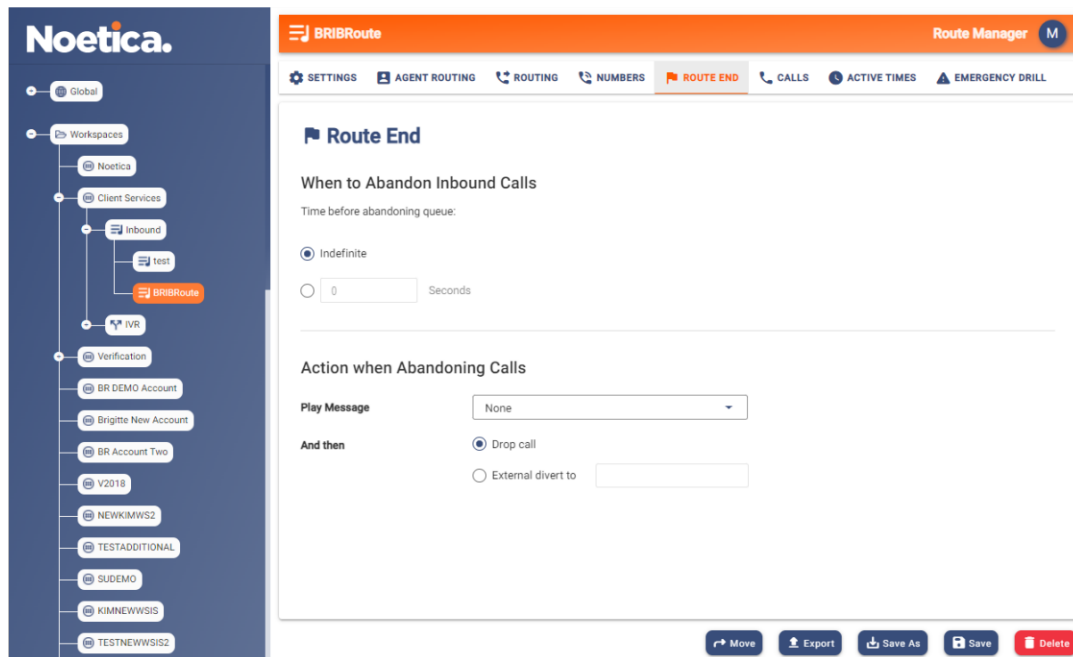 Noetica.
Global
Workspaces
Noetica
Client Services
Inbound
test
BRIBRoute
IVR
Verification
BR DEMO Account
Brigitte New Account
BR Account Two
V2018
NEWKIMWS2
TESTADDITIONAL
SUDEMO
KIMNEWWSIS
TESTNEWWSIS2
BRIBRoute Route Manager M
SETTINGS AGENT ROUTING ROUTING NUMBERS ROUTE END CALLS ACTIVE TIMES EMERGENCY DRILL
Route End
When to Abandon Inbound Calls
Time before abandoning queue:
Indefinite
0 Seconds
Action when Abandoning Calls
Play Message None
And then Drop call
External divert to
Move Export Save As Save Delete